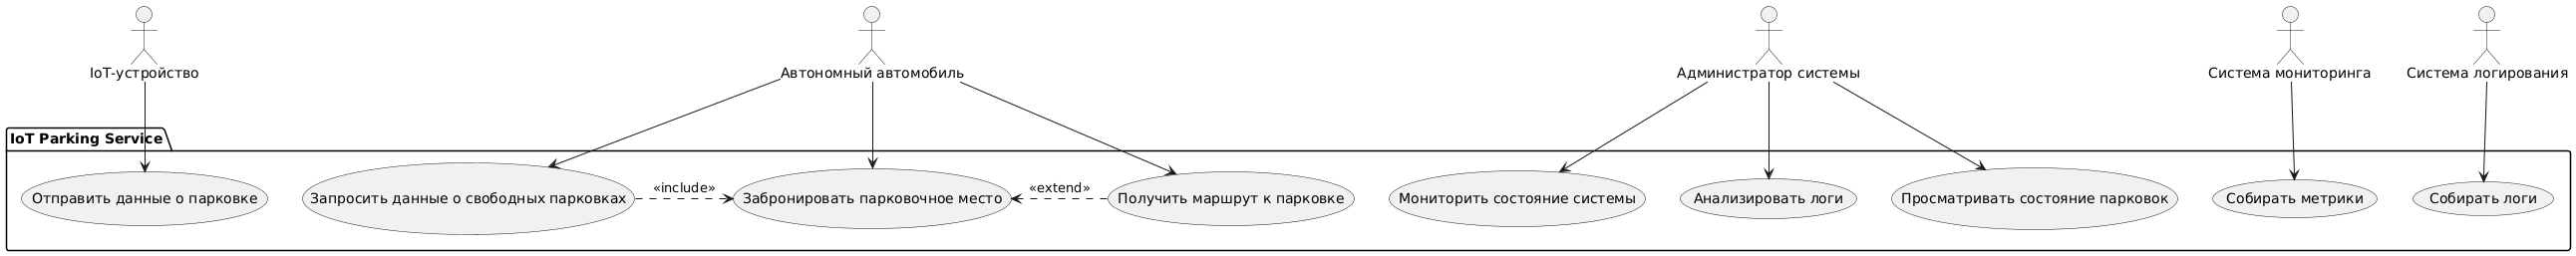 IoT-устройство
Автономный автомобиль
Администратор системы
Система мониторинга
Система логирования
IoT Parking Service
Отправить данные о парковке
Запросить данные о свободных парковках
«include»
Забронировать парковочное место
«extend»
Получить маршрут к парковке
Мониторить состояние системы
Анализировать логи
Просматривать состояние парковок
Собирать метрики
Собирать логи